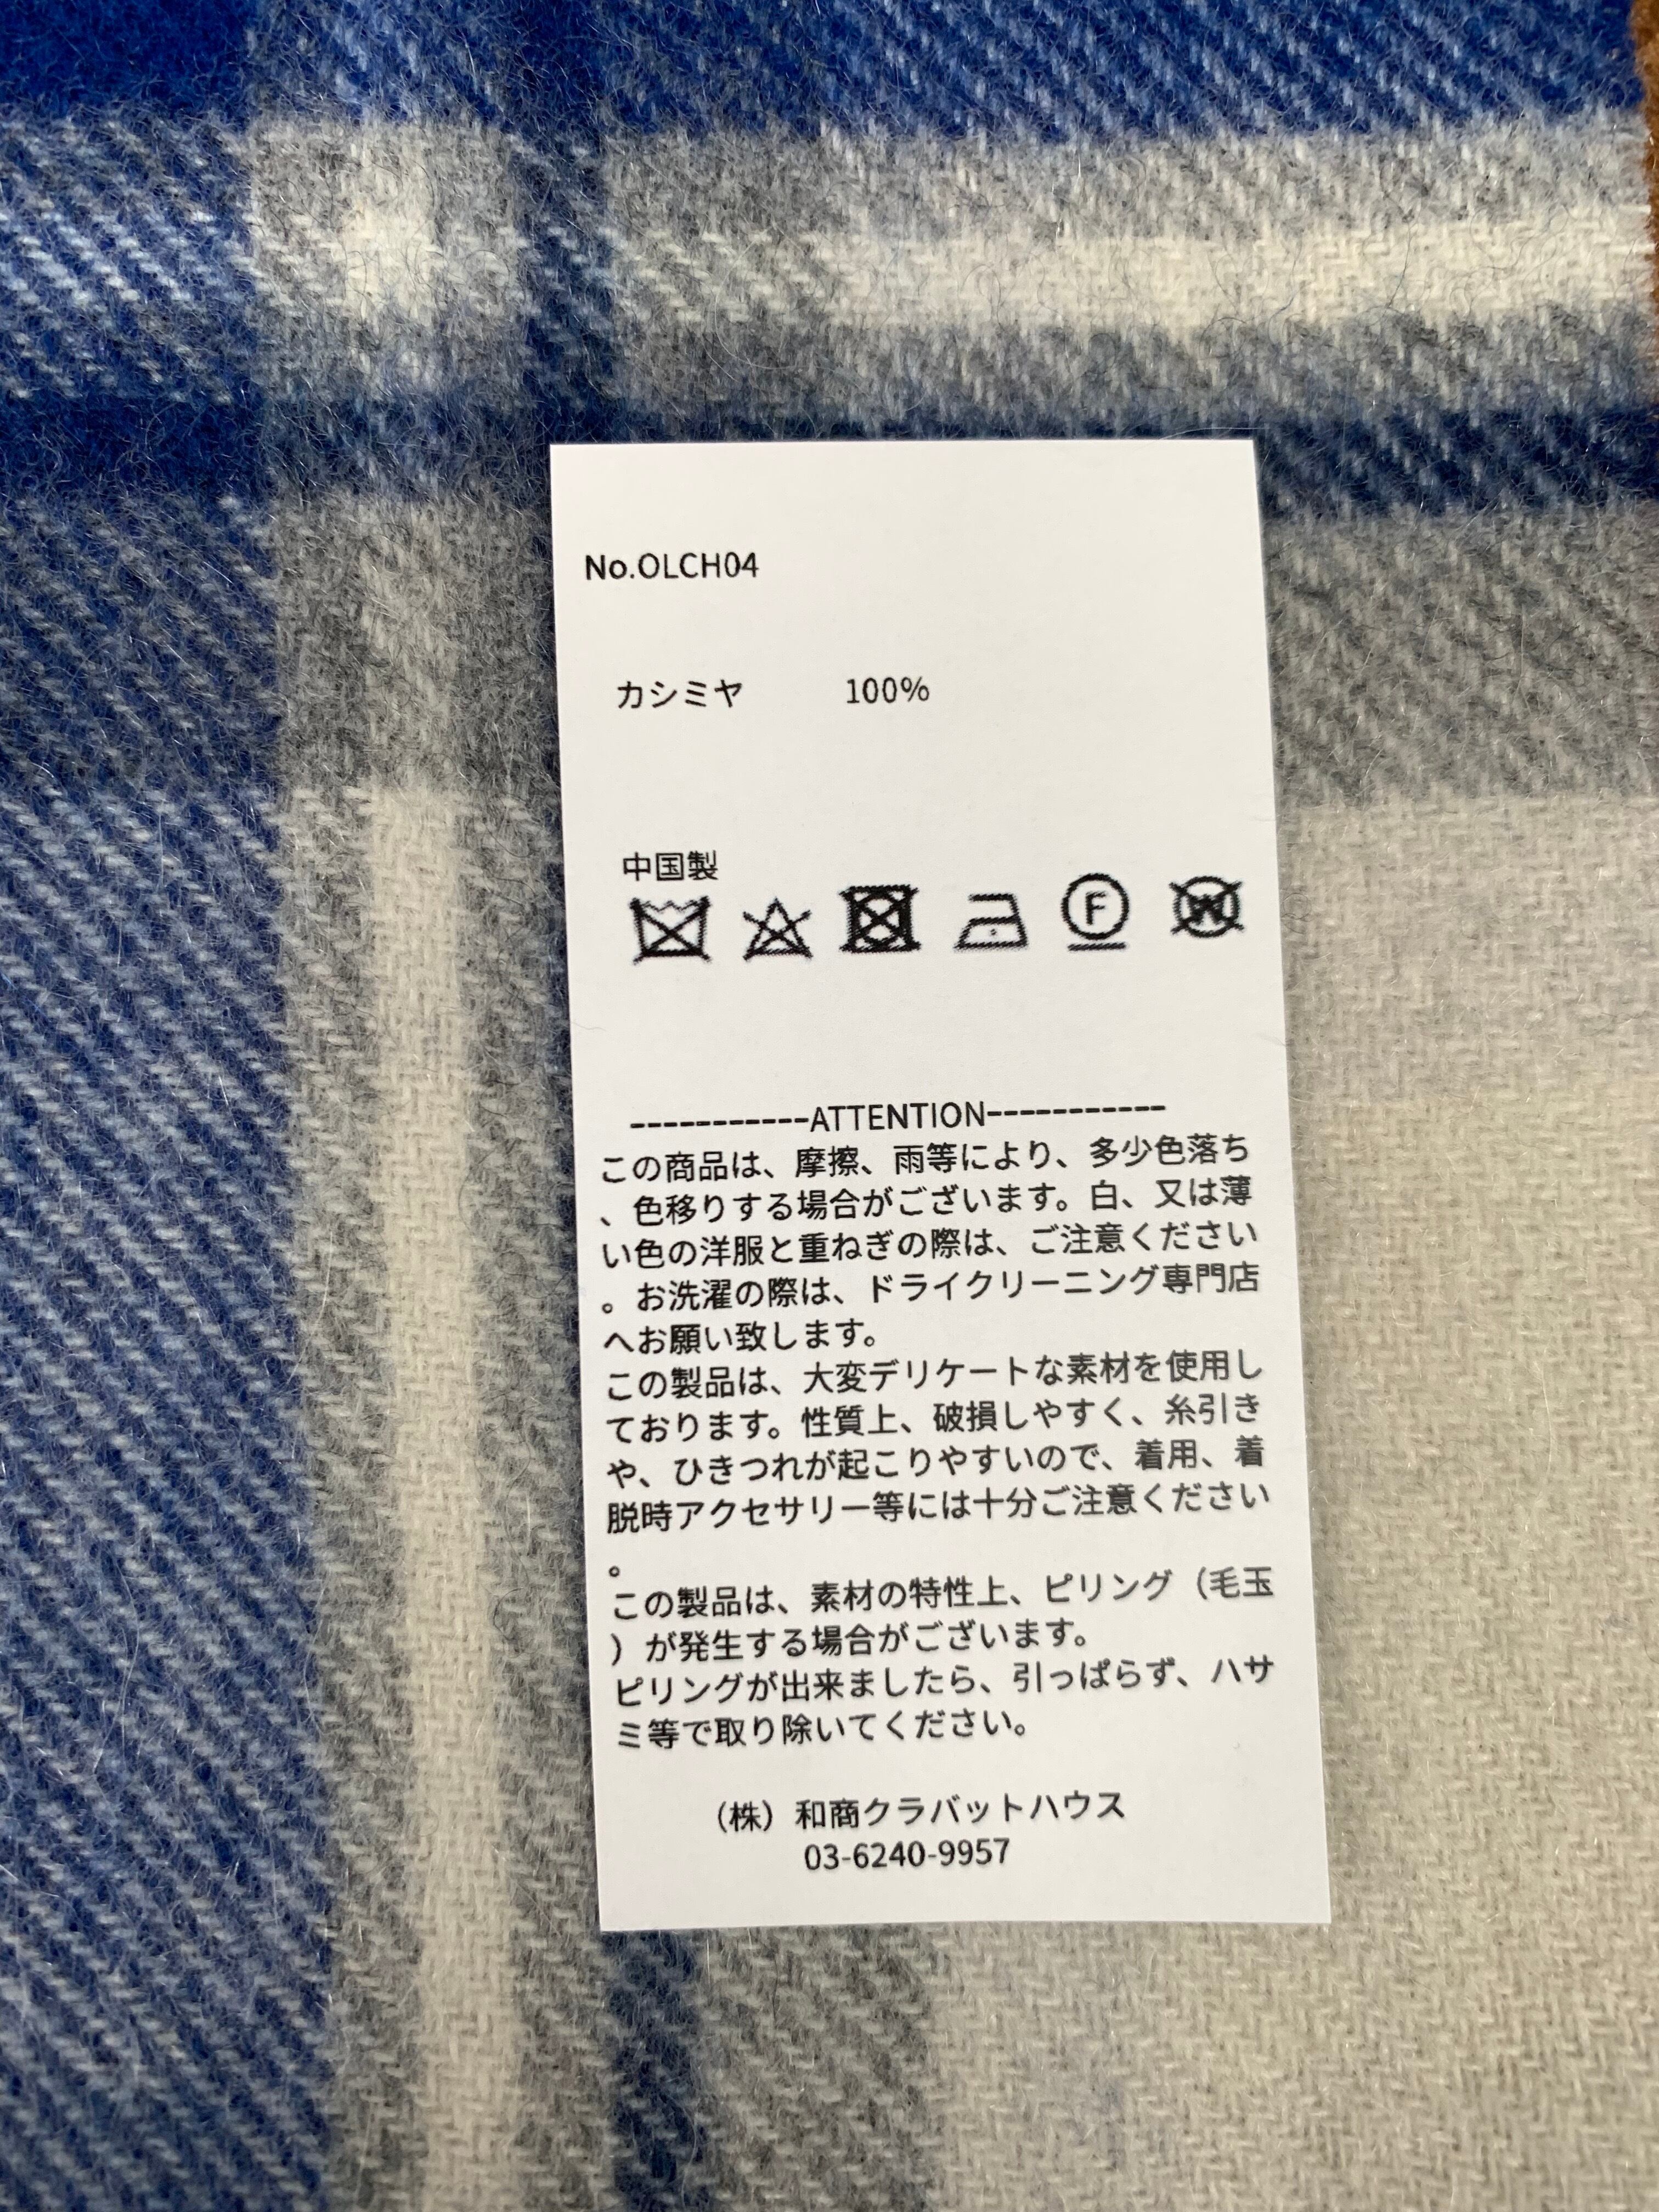 No.OLCH04
カシミヤ 100%
中国製
F W
-----------ATTENTION-----------
この商品は、摩擦、雨等により、多少色落ち
、色移りする場合がございます。白、又は薄
い色の洋服と重ねぎの際は、ご注意ください
。お洗濯の際は、ドライクリーニング専門店
へお願い致します。
この製品は、大変デリケートな素材を使用し
ております。性質上、破損しやすく、糸引き
や、ひきつれが起こりやすいので、着用、着
脱時アクセサリー等には十分ご注意ください
。
この製品は、素材の特性上、ピリング（毛玉
）が発生する場合がございます。
ピリングが出来ましたら、引っぱらず、ハサ
ミ等で取り除いてください。
（株）和商クラバットハウス
03-6240-9957